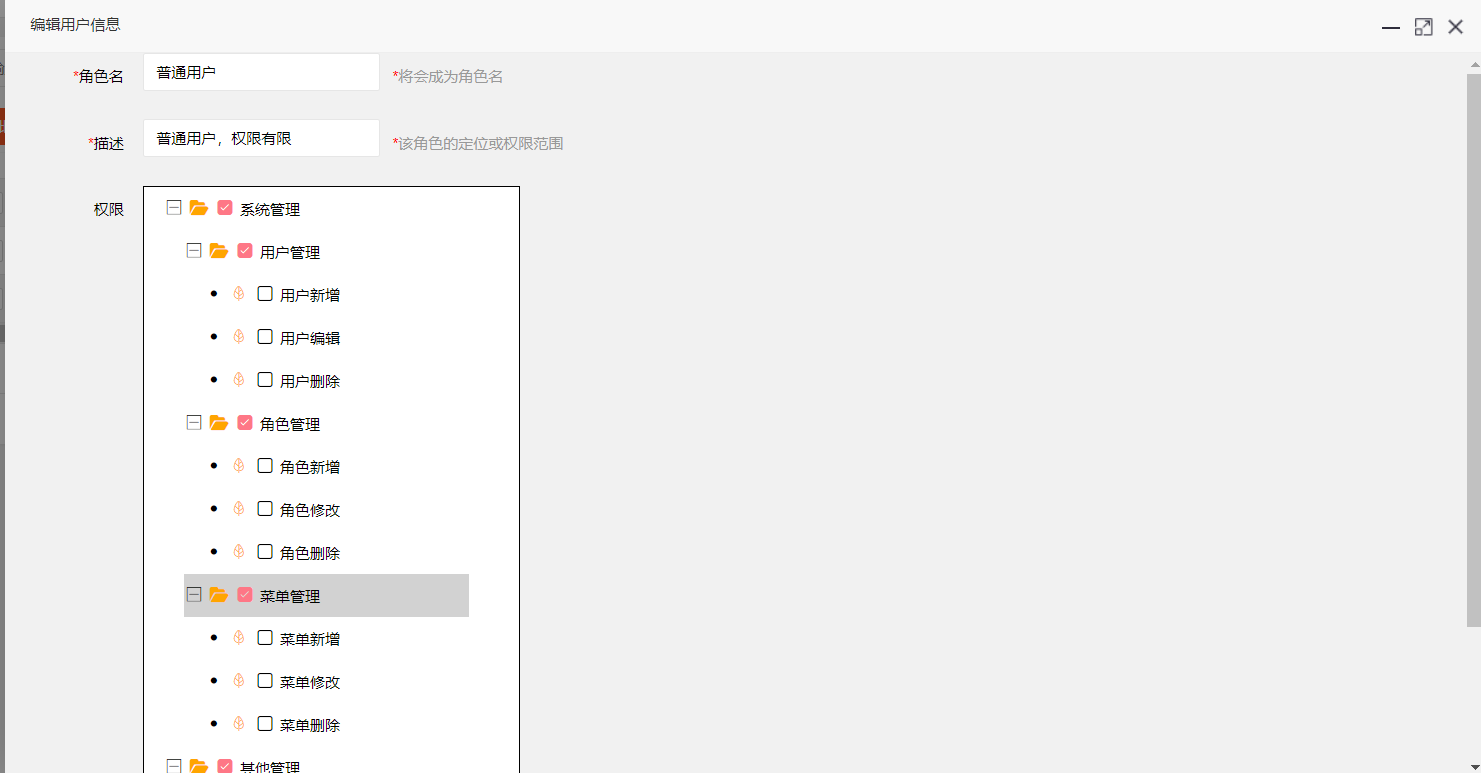 编辑用户信息
*角色名 普通用户 *将会成为角色名
*描述 普通用户，权限有限 *该角色的定位或权限范围
权限 系统管理
用户管理
用户新增
用户编辑
用户删除
角色管理
角色新增
角色修改
角色删除
菜单管理
菜单新增
菜单修改
菜单删除
其他管理